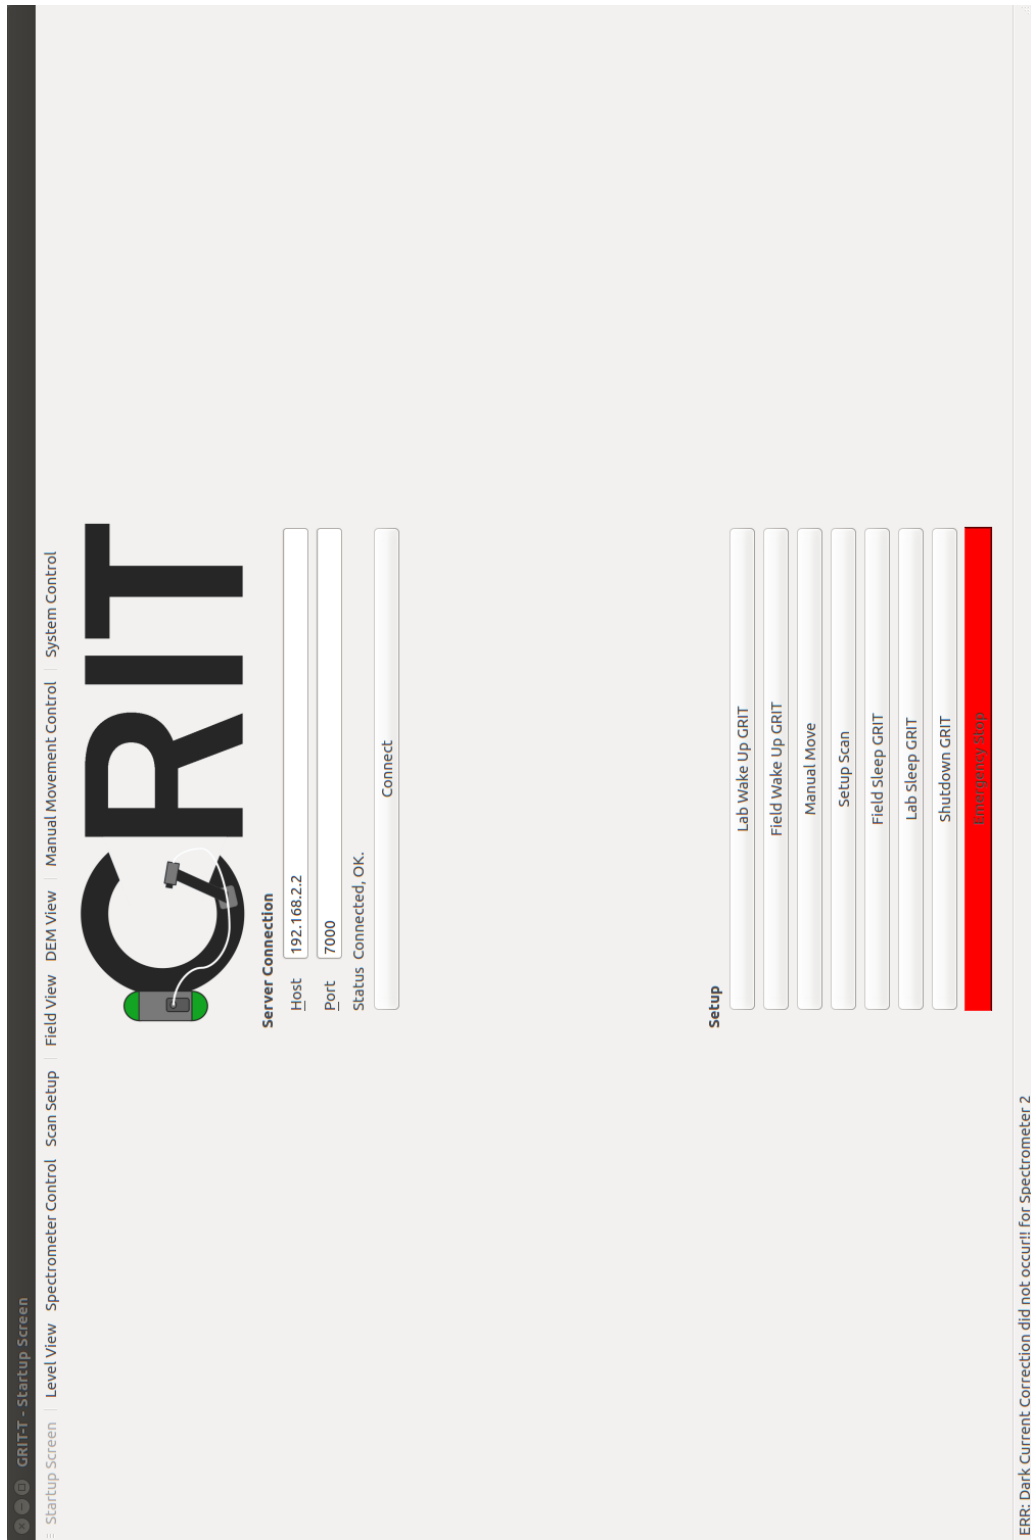 GRIT-T - Startup Screen
Startup Screen Level View Spectrometer Control Scan Setup Field View DEM View Manual Movement Control System Control
GRIT
Server Connection
Host 192.168.2.2
Port 7000
Status Connected, OK.
Connect
Setup
Lab Wake Up GRIT
Field Wake Up GRIT
Manual Move
Setup Scan
Field Sleep GRIT
Lab Sleep GRIT
Shutdown GRIT
Emergency Stop
ERR: Dark Current Correction did not occur!! for Spectrometer 2